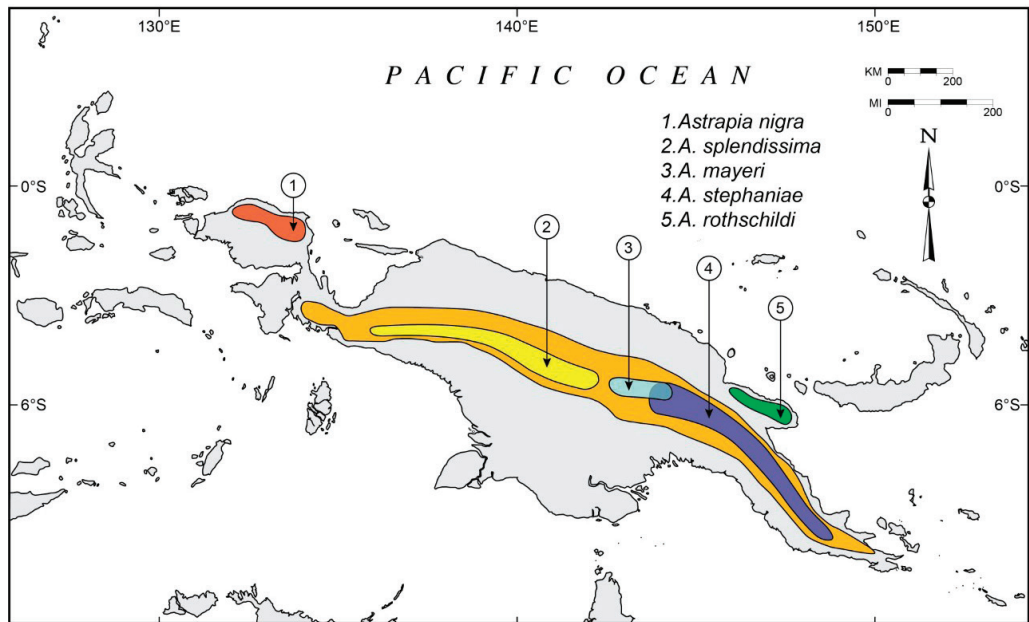 130°E 140°E 150°E
PACIFIC OCEAN
KM
0 200
MI
0 200
1.Astrapia nigra
2.A. splendissima
3.A. mayeri
4.A. stephaniae
5.A. rothschildi
N
0°S 0°S
1
2
3
4
5
6°S 6°S